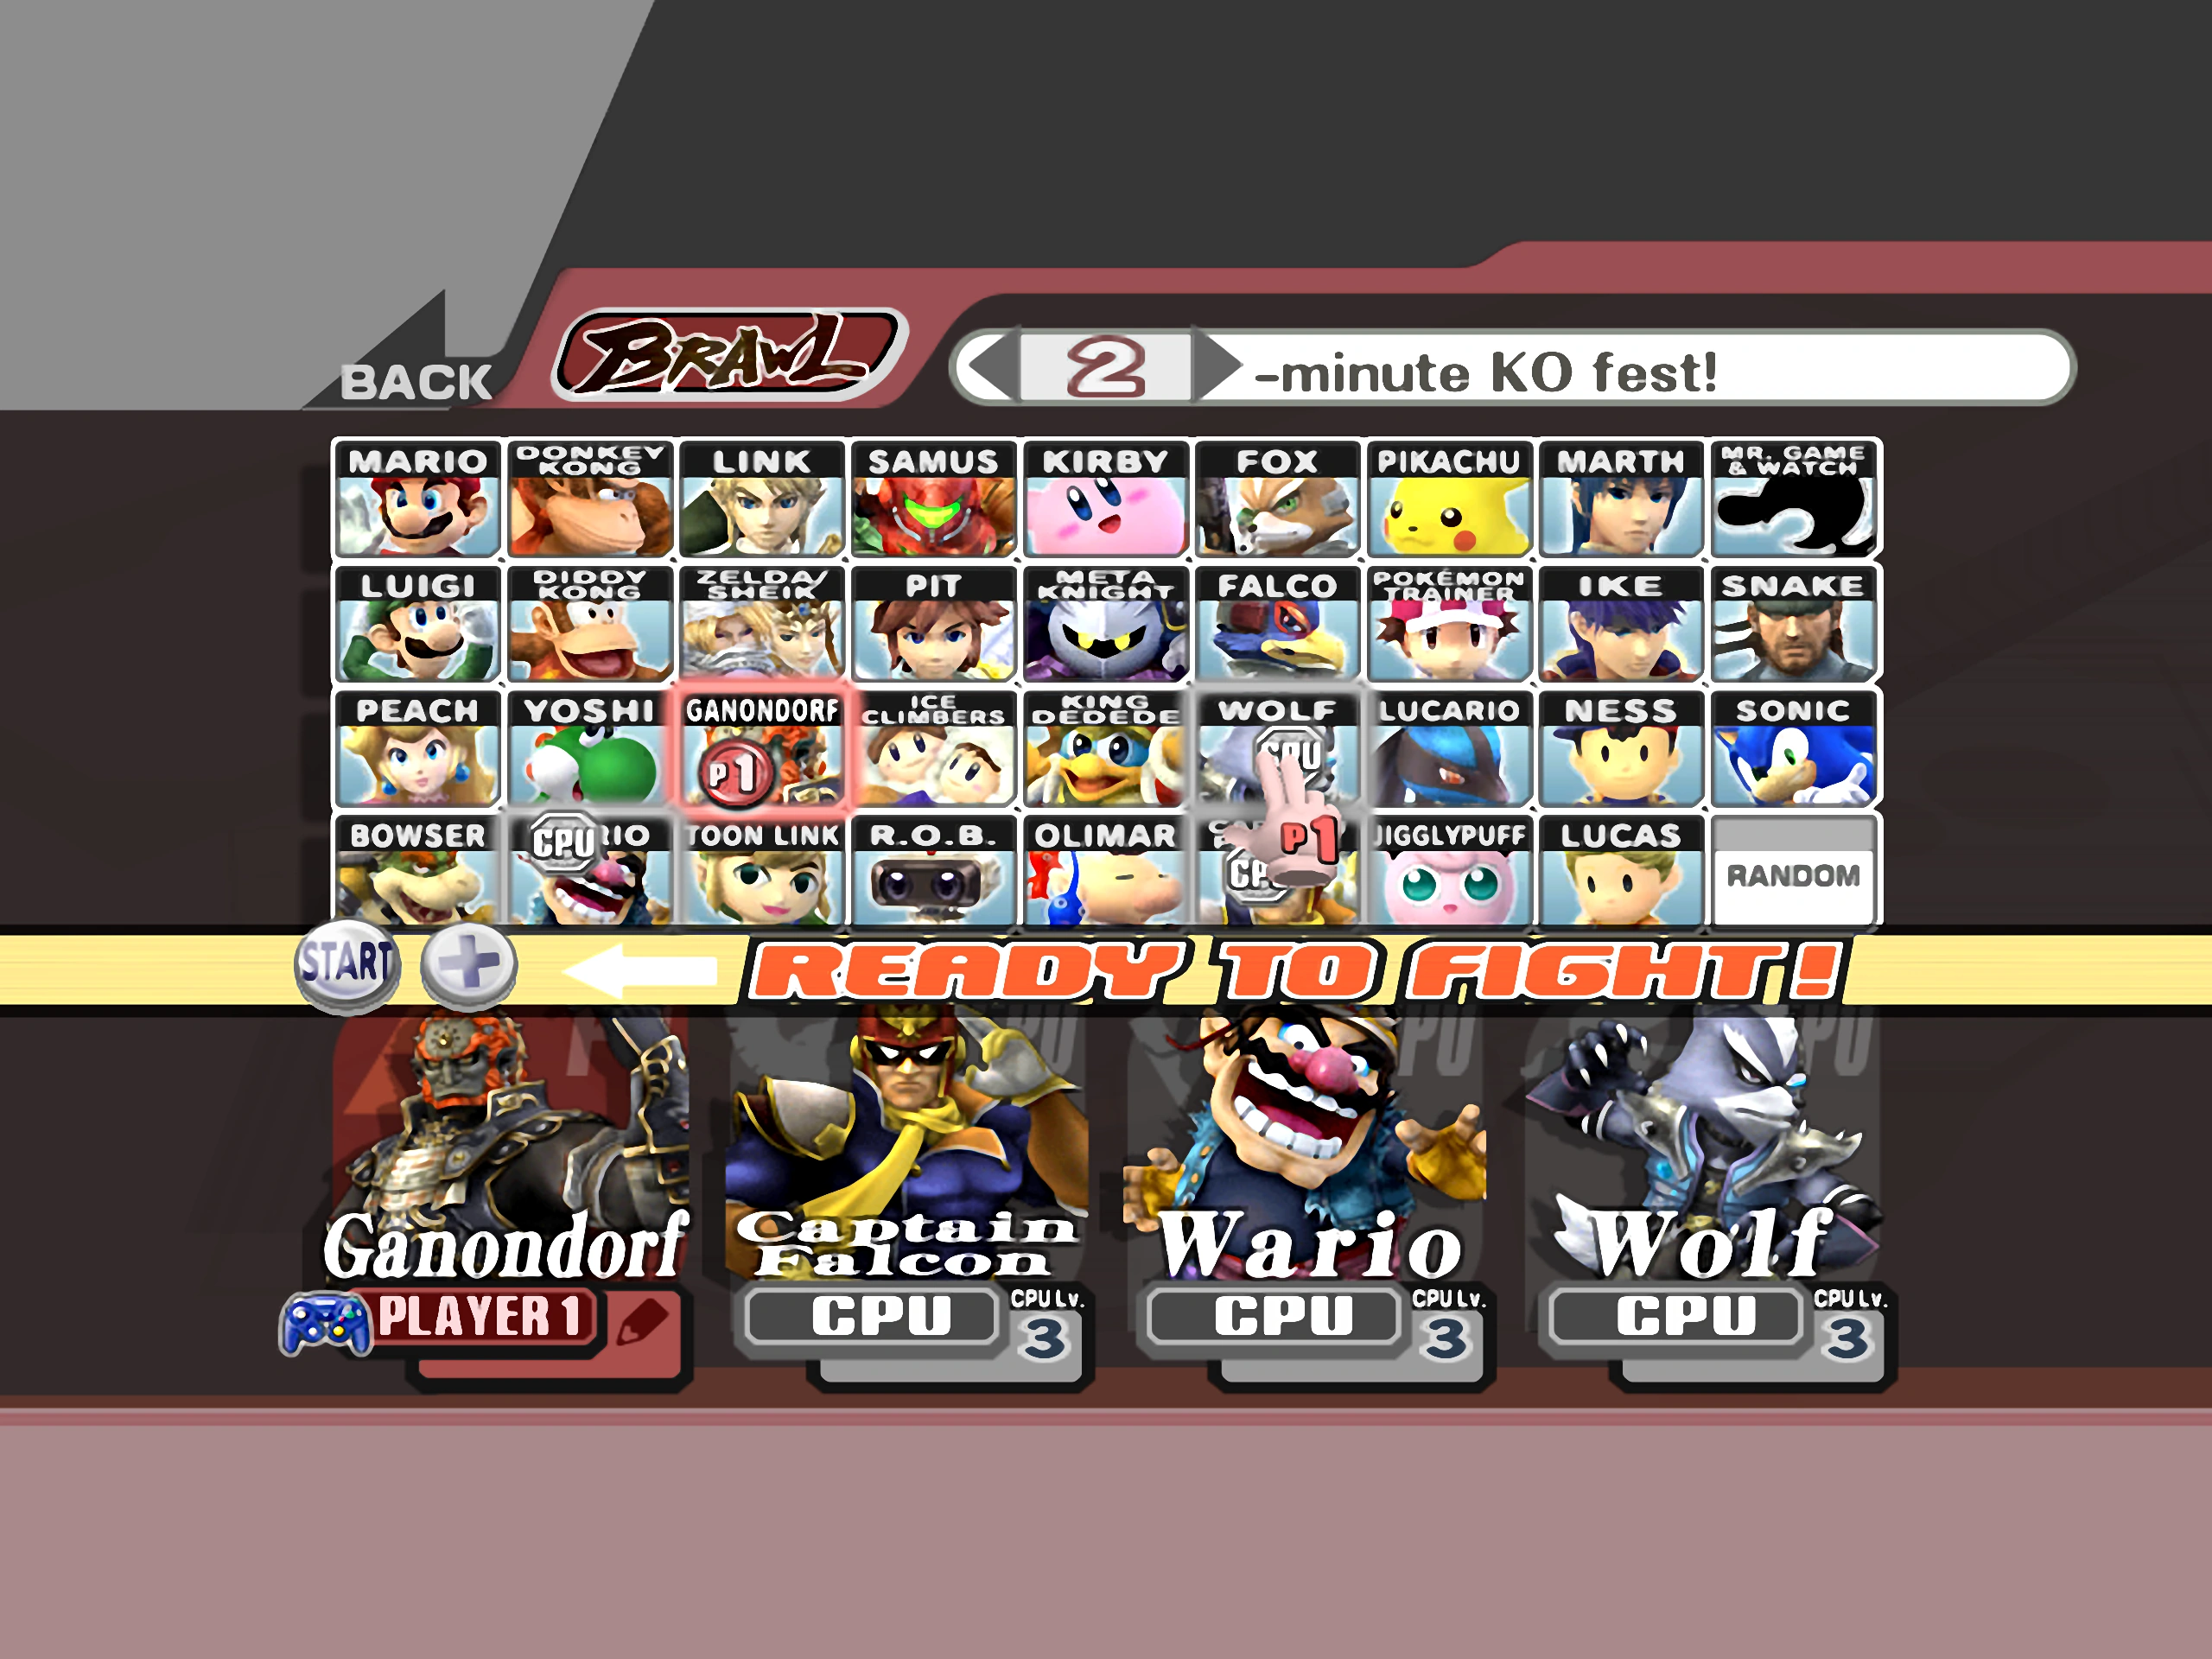 BACK
BRAWL
2 -minute KO fest!
MARIO
DONKEY
KONG
LINK
SAMUS
KIRBY
FOX
PIKACHU
MARTH
MR. GAME
& WATCH
LUIGI
DIDDY
KONG
ZELDA/
SHEIK
PIT
META
KNIGHT
FALCO
POKÉMON
TRAINER
IKE
SNAKE
PEACH
YOSHI
GANONDORF
P1
ICE
CLIMBERS
KING
DEDEDE
WOLF
CPU
P1
LUCARIO
NESS
SONIC
BOWSER
CPU
TOON LINK
R.O.B.
OLIMAR
CPU
JIGGLYPUFF
LUCAS
RANDOM
START
READY TO FIGHT!
Ganondorf
PLAYER 1
Captain
Falcon
CPU
CPU Lv.
3
Wario
CPU
CPU Lv.
3
Wolf
CPU
CPU Lv.
3